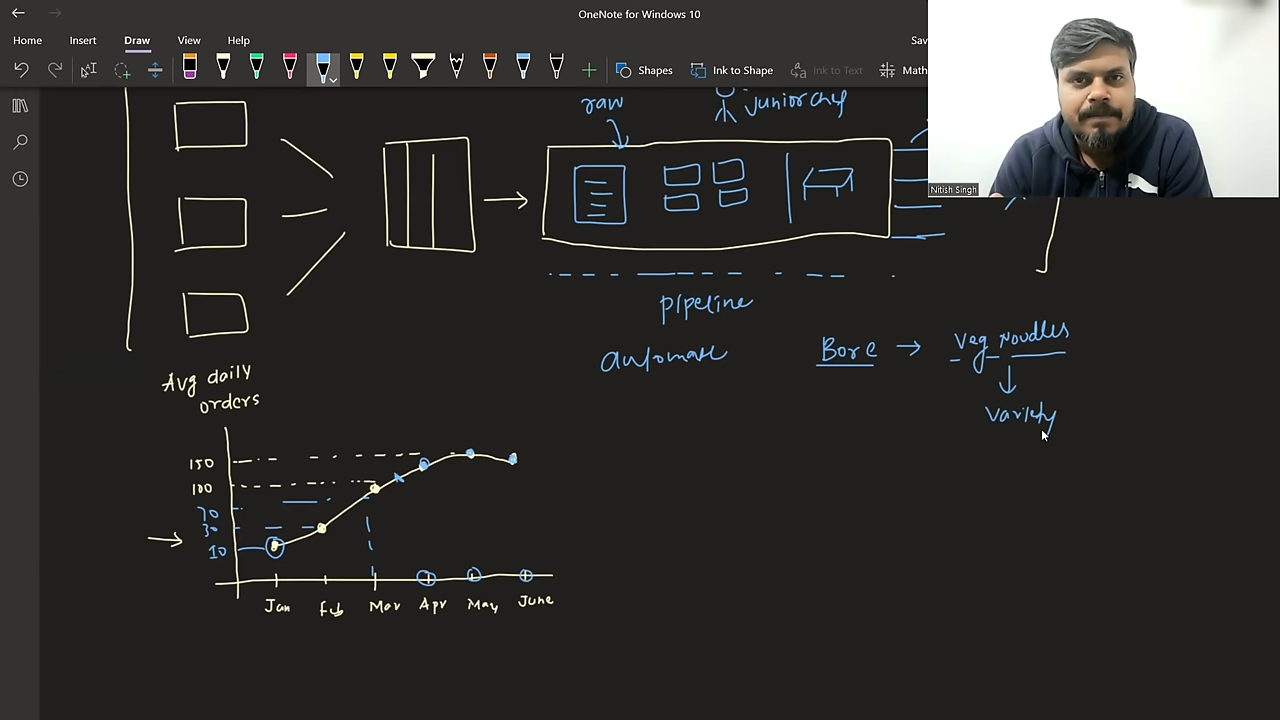 OneNote for Windows 10
Home Insert Draw View Help
Sav
Shapes Ink to Shape Ink to Text Math
raw
Junior chef
Nitish Singh
Pipeline
automate
Bore → Veg Noodles
Variety
Avg daily
orders
150
100
70
30
10
Jan Feb Mar Apr May June